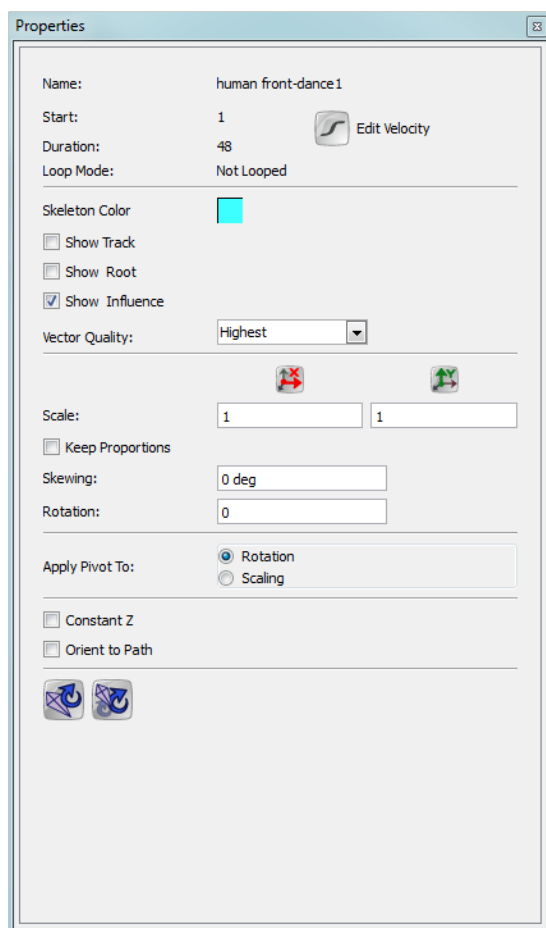 Properties
Name: human front-dance1
Start: 1
Edit Velocity
Duration: 48
Loop Mode: Not Looped
Skeleton Color
Show Track
Show Root
Show Influence
Vector Quality: Highest
X Y
Scale: 1 1
Keep Proportions
Skewing: 0 deg
Rotation: 0
Apply Pivot To: Rotation
Scaling
Constant Z
Orient to Path